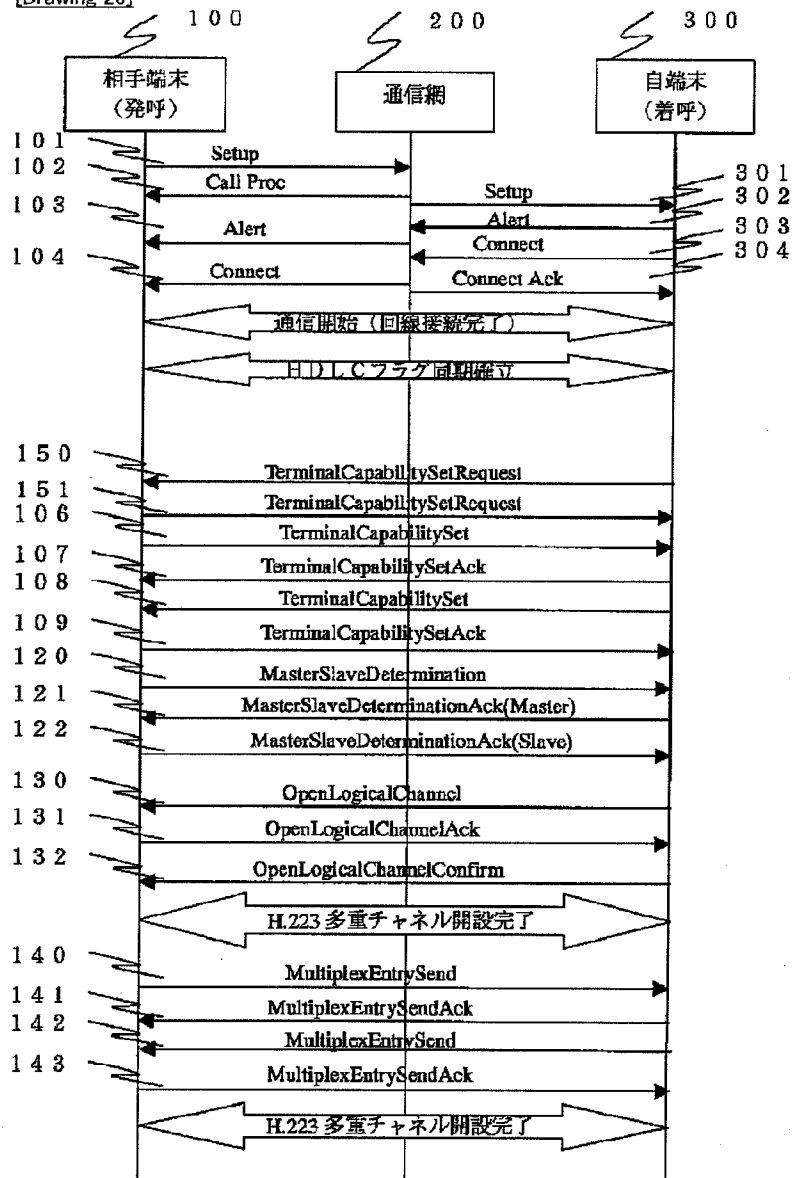 [Drawing 20]
100
200
300
相手端末
(発呼)
通信網
自端末
(着呼)
101
Setup
102
Call Proc
301
Setup
302
103
Alert
Alert
303
Connect
304
104
Connect
Connect Ack
通信開始(回線接続完了)
HDLCフラグ同期確立
150
TerminalCapabilitySetRequest
151
TerminalCapabilitySetRequest
106
TerminalCapabilitySet
107
TerminalCapabilitySetAck
108
TerminalCapabilitySet
109
TerminalCapabilitySetAck
120
MasterSlaveDetermination
121
MasterSlaveDeterminationAck(Master)
122
MasterSlaveDeterminationAck(Slave)
130
OpenLogicalChannel
131
OpenLogicalChannelAck
132
OpenLogicalChannelConfirm
H.223 多重チャネル開設完了
140
MultiplexEntrySend
141
MultiplexEntrySendAck
142
MultiplexEntrySend
143
MultiplexEntrySendAck
H.223 多重チャネル開設完了